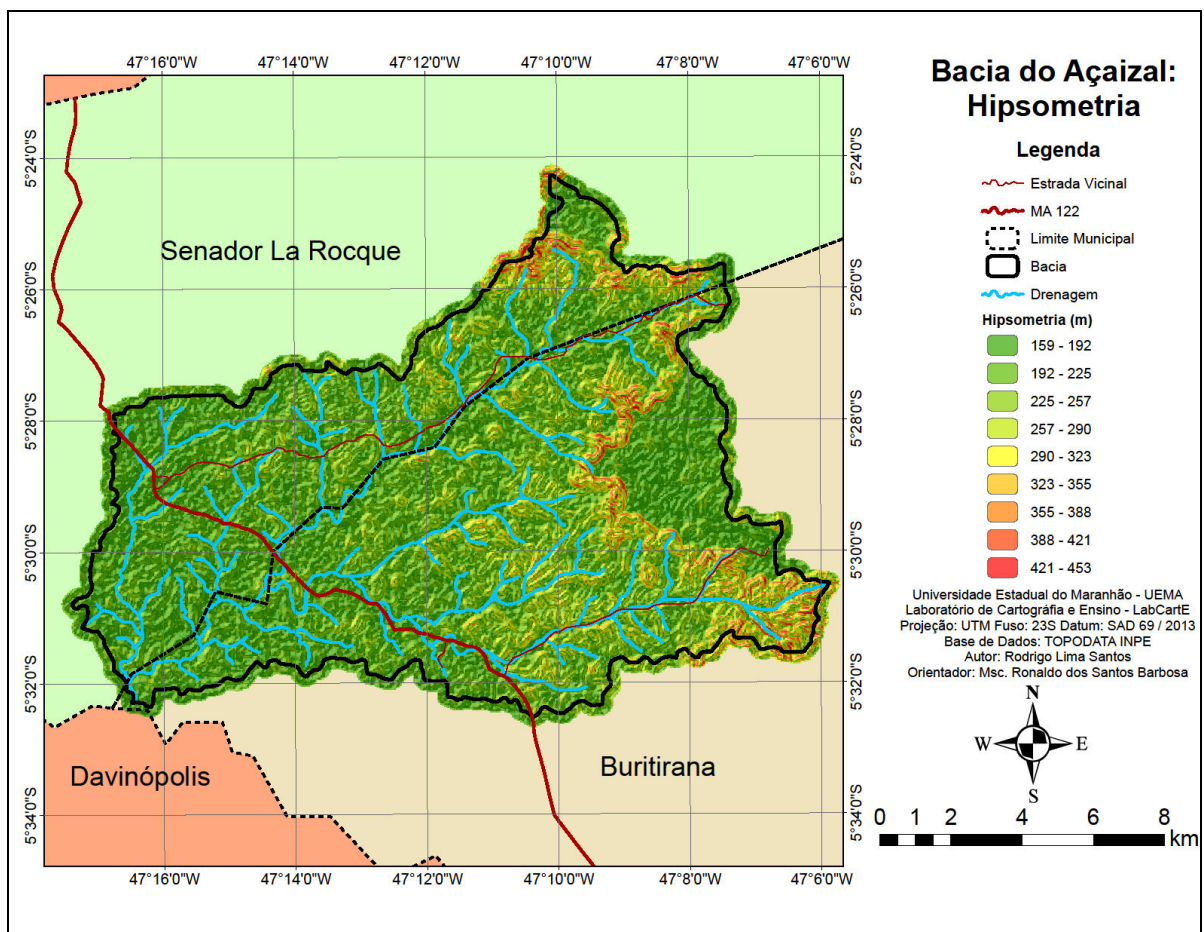 Bacia do Açaizal:
Hipsometria
Legenda
Estrada Vicinal
MA 122
Limite Municipal
Bacia
Drenagem
Hipsometria (m)
159 - 192
192 - 225
225 - 257
257 - 290
290 - 323
323 - 355
355 - 388
388 - 421
421 - 453
Universidade Estadual do Maranhão - UEMA
Laboratório de Cartográfia e Ensino - LabCartE
Projeção: UTM Fuso: 23S Datum: SAD 69 / 2013
Base de Dados: TOPODATA INPE
Autor: Rodrigo Lima Santos
Orientador: Msc. Ronaldo dos Santos Barbosa
N
W E
S
0 1 2 4 6 8
km
47°16'0"W 47°14'0"W 47°12'0"W 47°10'0"W 47°8'0"W 47°6'0"W
5°24'0"S 5°24'0"S
Senador La Rocque
5°26'0"S 5°26'0"S
5°28'0"S 5°28'0"S
5°30'0"S 5°30'0"S
5°32'0"S 5°32'0"S
Davinópolis Buritirana
5°34'0"S 5°34'0"S
47°16'0"W 47°14'0"W 47°12'0"W 47°10'0"W 47°8'0"W 47°6'0"W